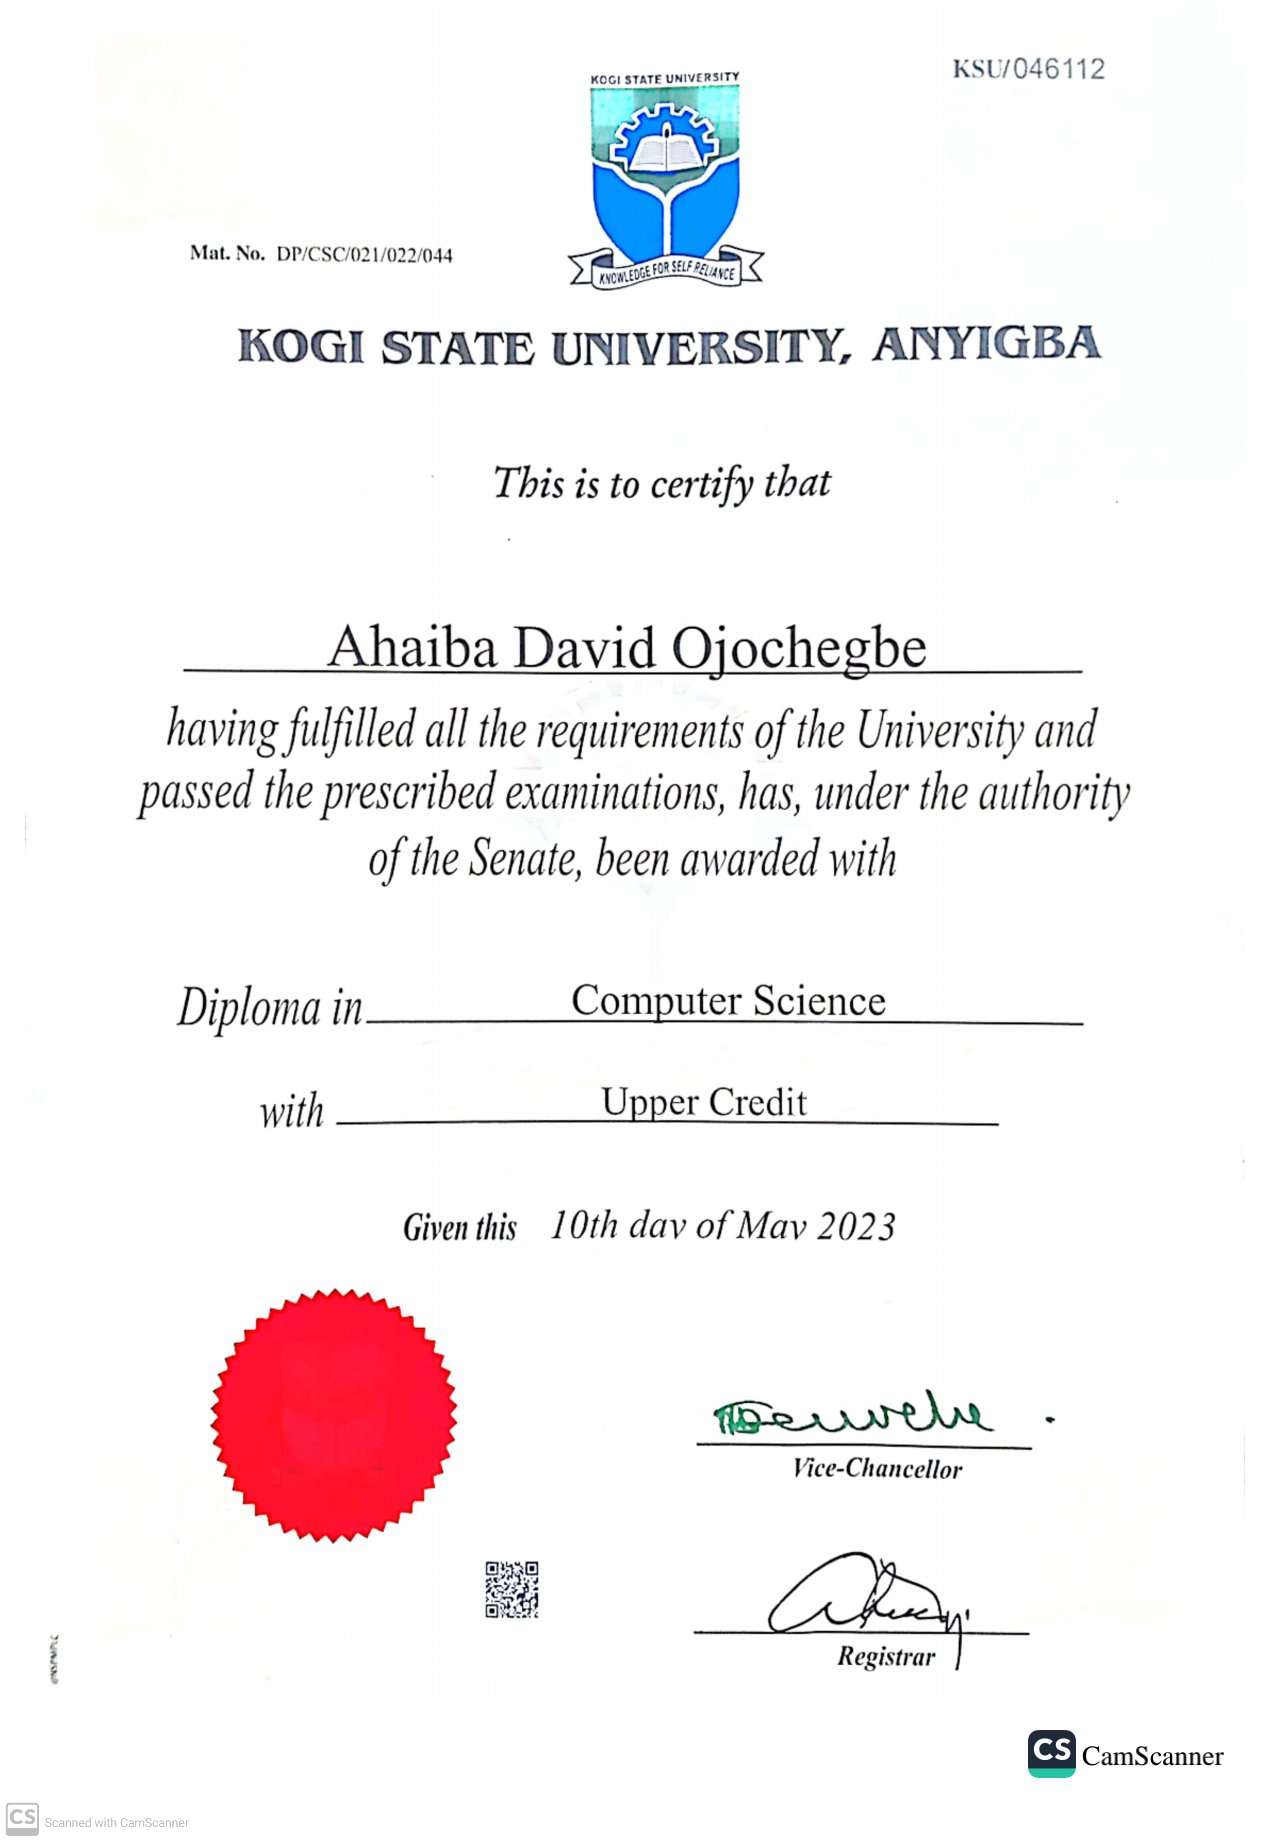 KSU/046112
KOGI STATE UNIVERSITY
KNOWLEDGE FOR SELF RELIANCE
Mat. No. DP/CSC/021/022/044
KOGI STATE UNIVERSITY, ANYIGBA
This is to certify that
Ahaiba David Ojochegbe
having fulfilled all the requirements of the University and
passed the prescribed examinations, has, under the authority
of the Senate, been awarded with
Diploma in Computer Science
with Upper Credit
Given this 10th day of May 2023
Vice-Chancellor
Registrar
CS CamScanner
CS Scanned with CamScanner